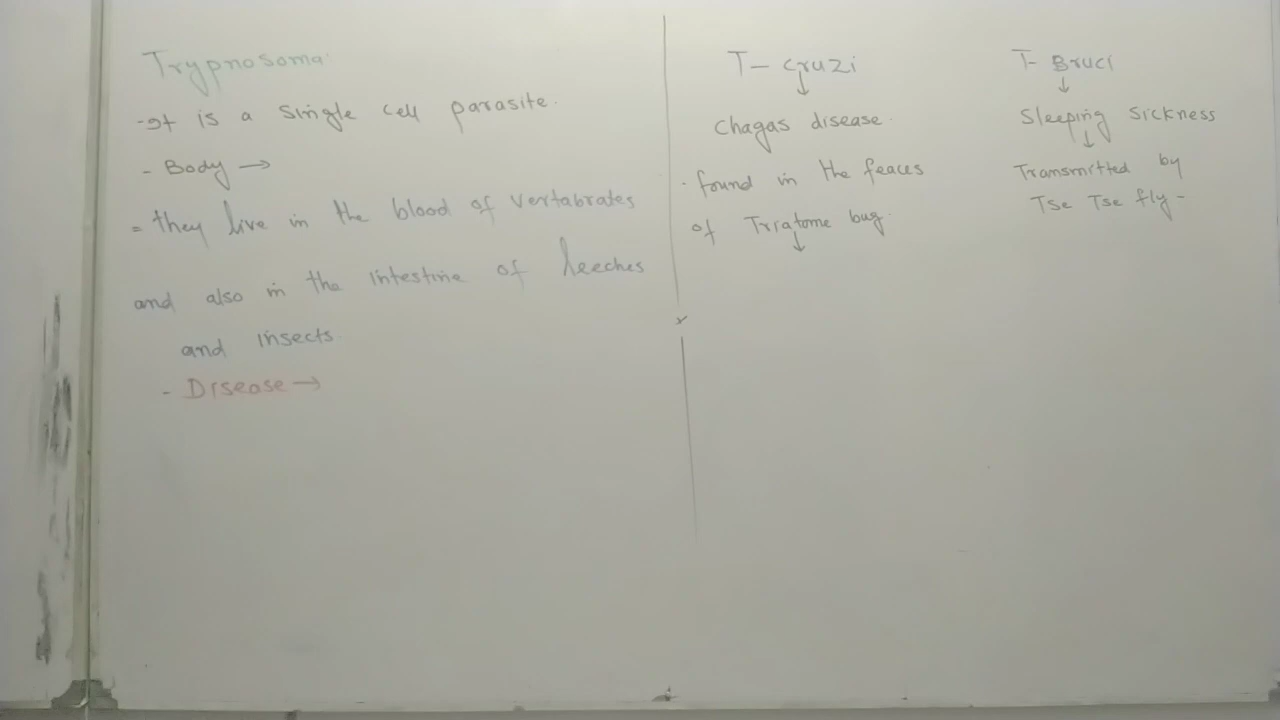 Trypnosoma
- It is a single cell parasite.
- Body →
= they live in the blood of vertabrates
and also in the intestine of leeches
and insects.
- Disease →
T - cruzi
↓
chagas disease
. found in the feaces
of Triatome bug.
↓
T- Bruci
↓
Sleeping Sickness
↓
Transmitted by
Tse Tse fly -